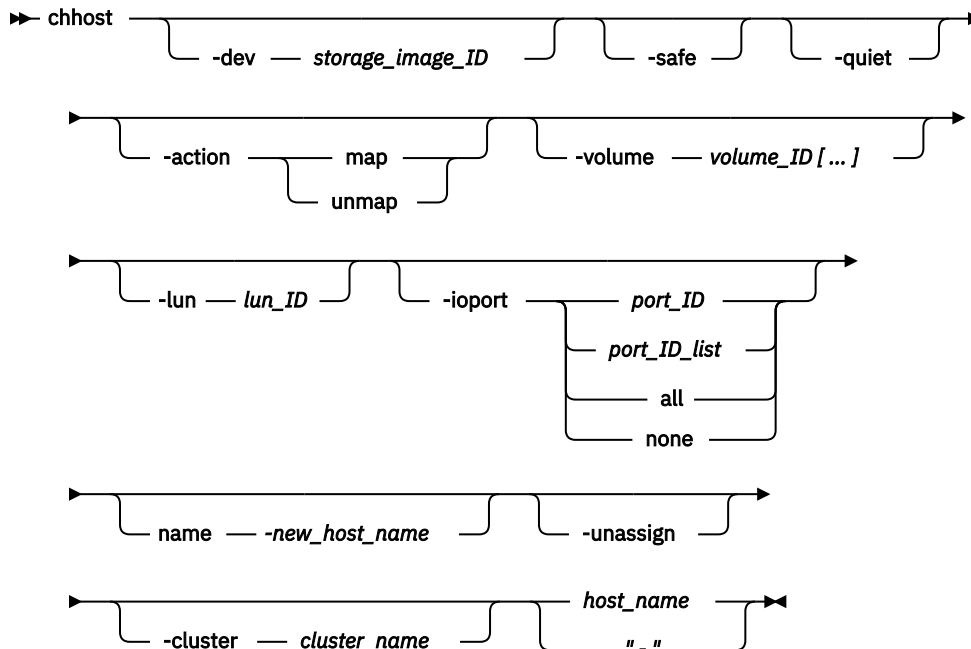 chhost
-dev storage_image_ID -safe -quiet
-action map -volume volume_ID [ ... ]
unmap
-lun lun_ID -ioport port_ID
port_ID_list
all
none
name -new_host_name -unassign
host_name
-cluster cluster_name
" - "